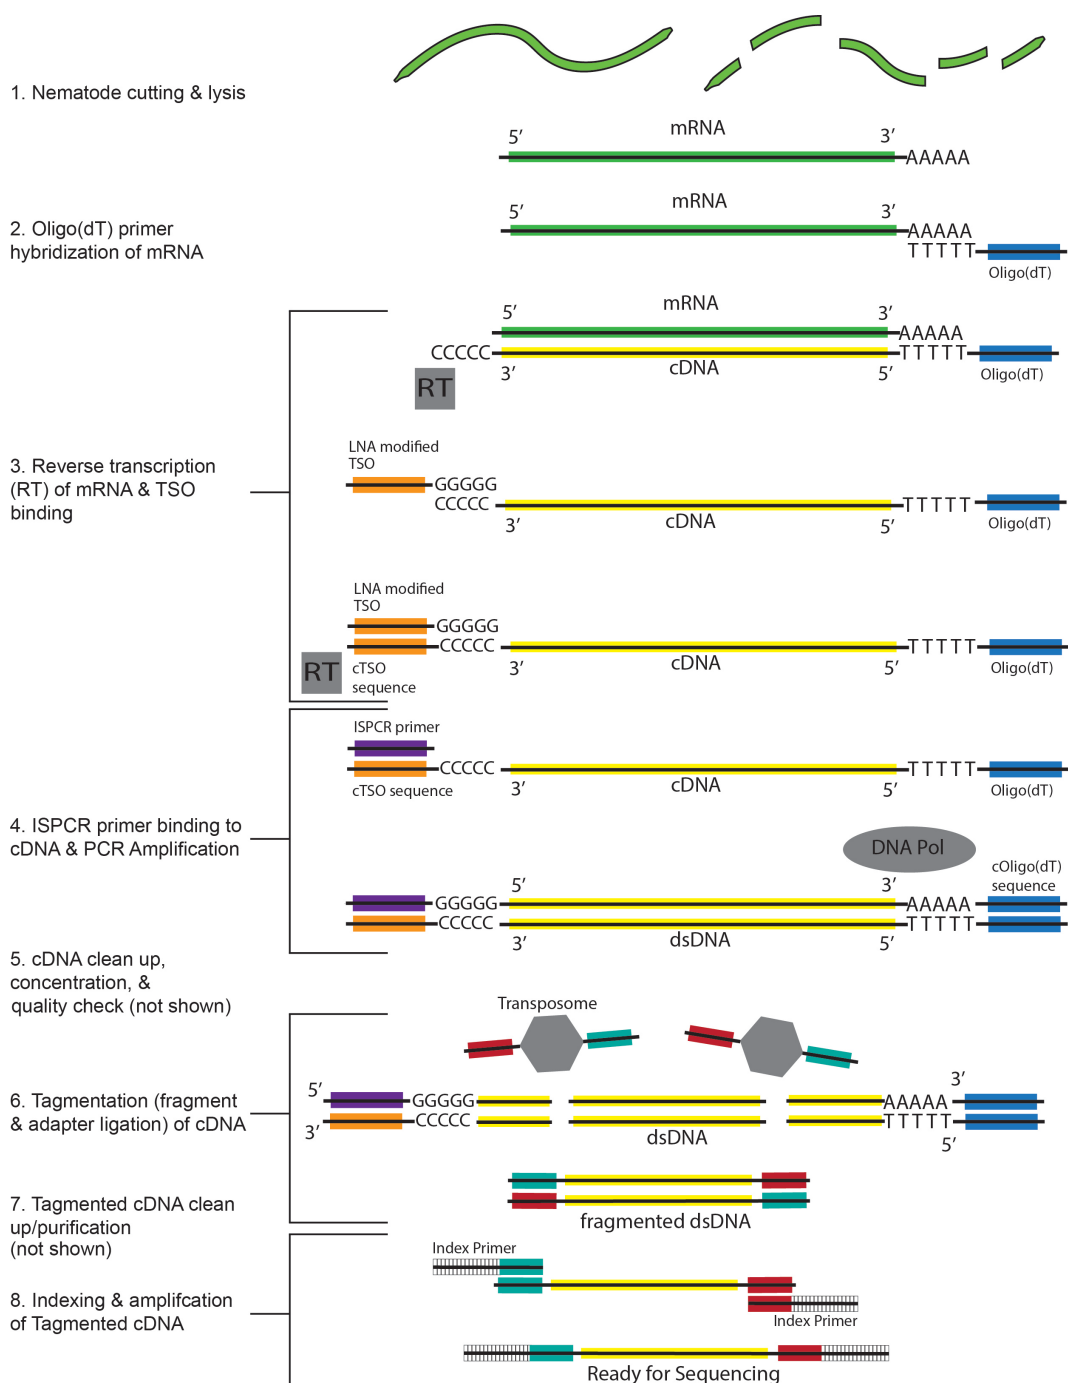 1. Nematode cutting & lysis
5′ mRNA 3′
AAAAA
2. Oligo(dT) primer
hybridization of mRNA
5′ mRNA 3′
AAAAA
TTTTT
Oligo(dT)
3. Reverse transcription
(RT) of mRNA & TSO
binding
5′ mRNA 3′
AAAAA
CCCCC
TTTTT
3′ cDNA 5′
Oligo(dT)
RT
LNA modified
TSO
GGGGG
CCCCC
TTTTT
3′ cDNA 5′
Oligo(dT)
LNA modified
TSO
GGGGG
CCCCC
TTTTT
RT
cTSO
sequence
3′ cDNA 5′
Oligo(dT)
4. ISPCR primer binding to
cDNA & PCR Amplification
ISPCR primer
CCCCC
TTTTT
cTSO sequence
3′ cDNA 5′
Oligo(dT)
DNA Pol
cOligo(dT)
sequence
5′ 3′
GGGGG
AAAAA
CCCCC
TTTTT
3′ dsDNA 5′
5. cDNA clean up,
concentration, &
quality check (not shown)
Transposome
6. Tagmentation (fragment
& adapter ligation) of cDNA
5′ 3′
GGGGG
AAAAA
CCCCC
TTTTT
3′ dsDNA 5′
7. Tagmented cDNA clean
up/purification
(not shown)
fragmented dsDNA
8. Indexing & amplifcation
of Tagmented cDNA
Index Primer
Index Primer
Ready for Sequencing